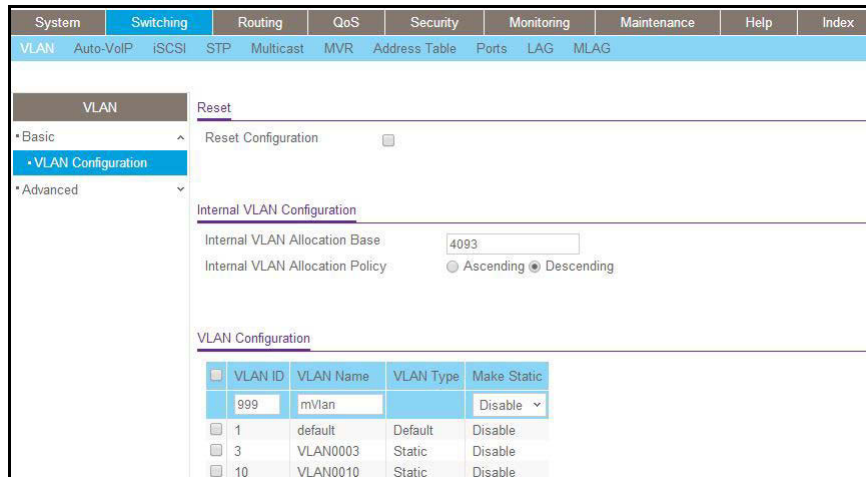 System Switching Routing QoS Security Monitoring Maintenance Help Index
VLAN Auto-VoIP iSCSI STP Multicast MVR Address Table Ports LAG MLAG
VLAN
Basic
VLAN Configuration
Advanced
Reset
Reset Configuration
Internal VLAN Configuration
Internal VLAN Allocation Base 4093
Internal VLAN Allocation Policy Ascending Descending
VLAN Configuration
VLAN ID VLAN Name VLAN Type Make Static
999 mVlan Disable
1 default Default Disable
3 VLAN0003 Static Disable
10 VLAN0010 Static Disable